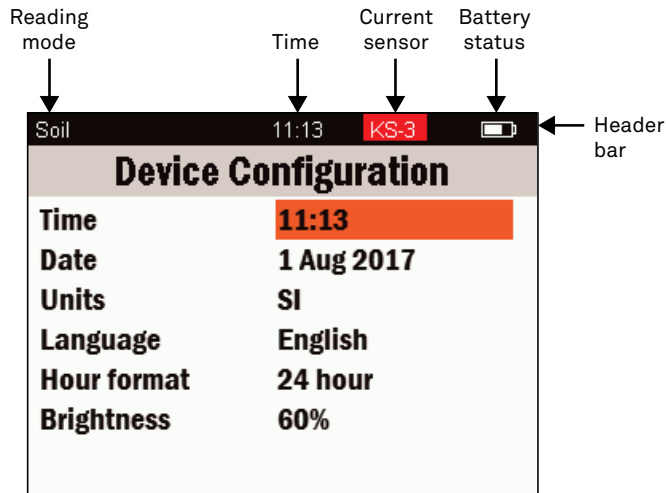 Reading
mode
Time
Current
sensor
Battery
status
Header
bar
Soil 11:13 KS-3
Device Configuration
Time 11:13
Date 1 Aug 2017
Units SI
Language English
Hour format 24 hour
Brightness 60%